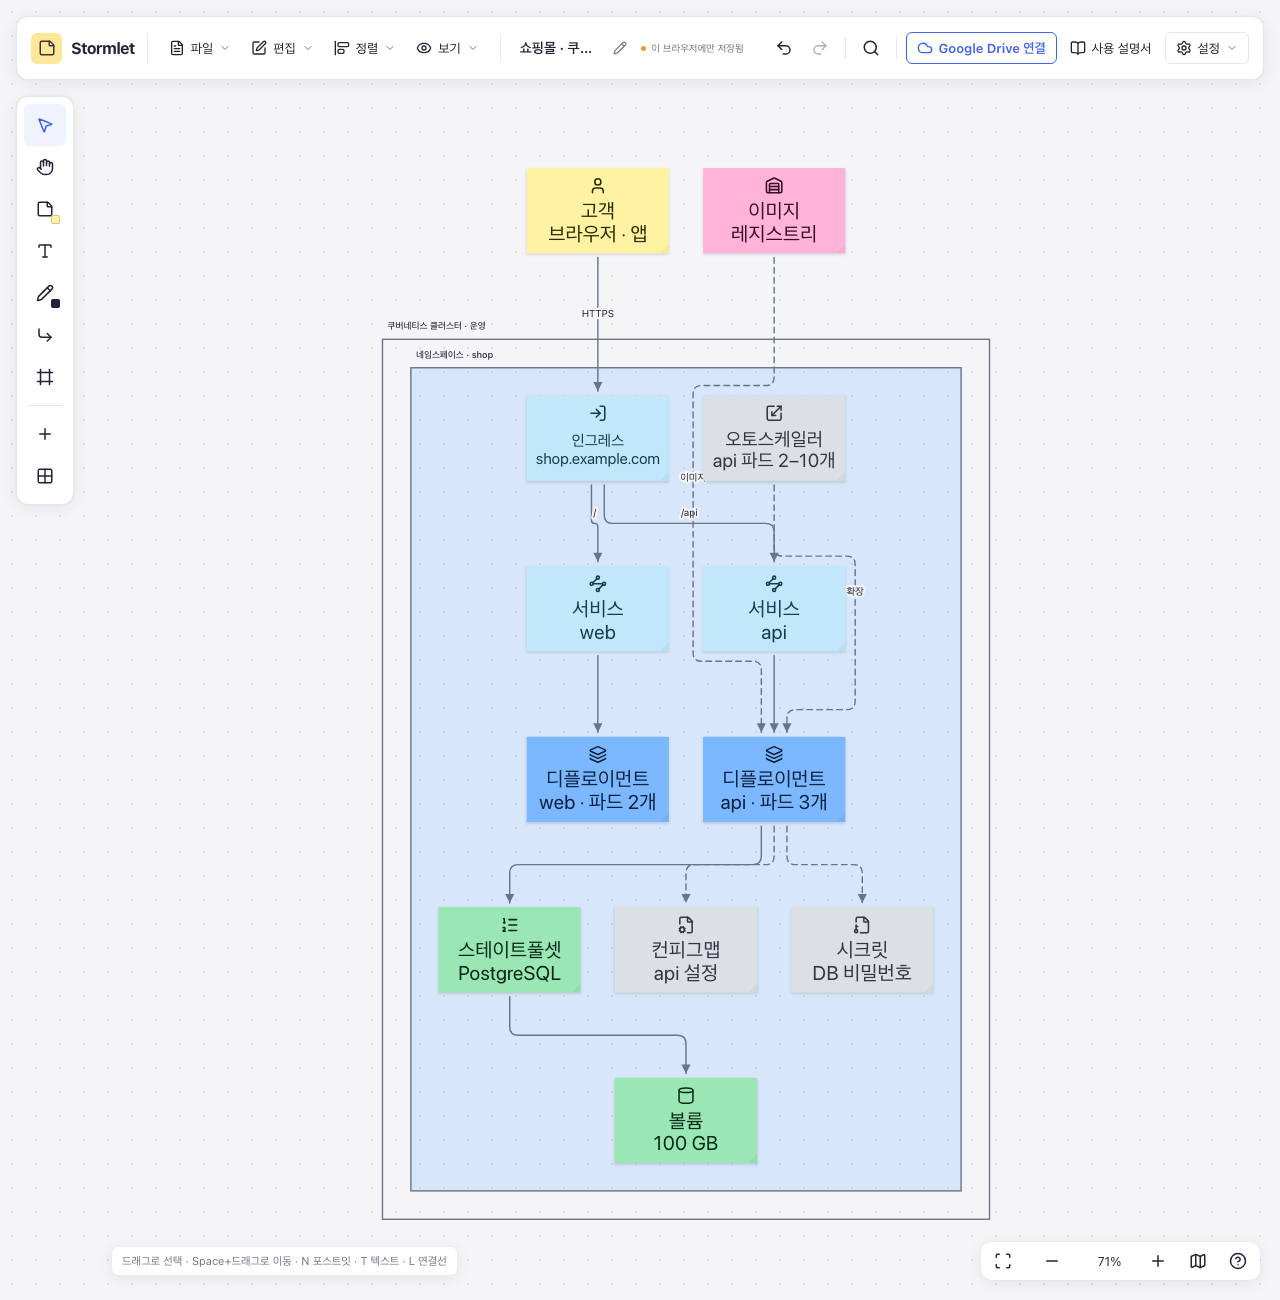 Stormlet
파일
편집
정렬
보기
쇼핑몰 · 쿠...
이 브라우저에만 저장됨
Google Drive 연결
사용 설명서
설정
고객
브라우저 · 앱
이미지
레지스트리
HTTPS
쿠버네티스 클러스터 · 운영
네임스페이스 · shop
인그레스
shop.example.com
오토스케일러
api 파드 2–10개
이미지
/
/api
서비스
web
서비스
api
확장
디플로이먼트
web · 파드 2개
디플로이먼트
api · 파드 3개
스테이트풀셋
PostgreSQL
컨피그맵
api 설정
시크릿
DB 비밀번호
볼륨
100 GB
드래그로 선택 · Space+드래그로 이동 · N 포스트잇 · T 텍스트 · L 연결선
71%